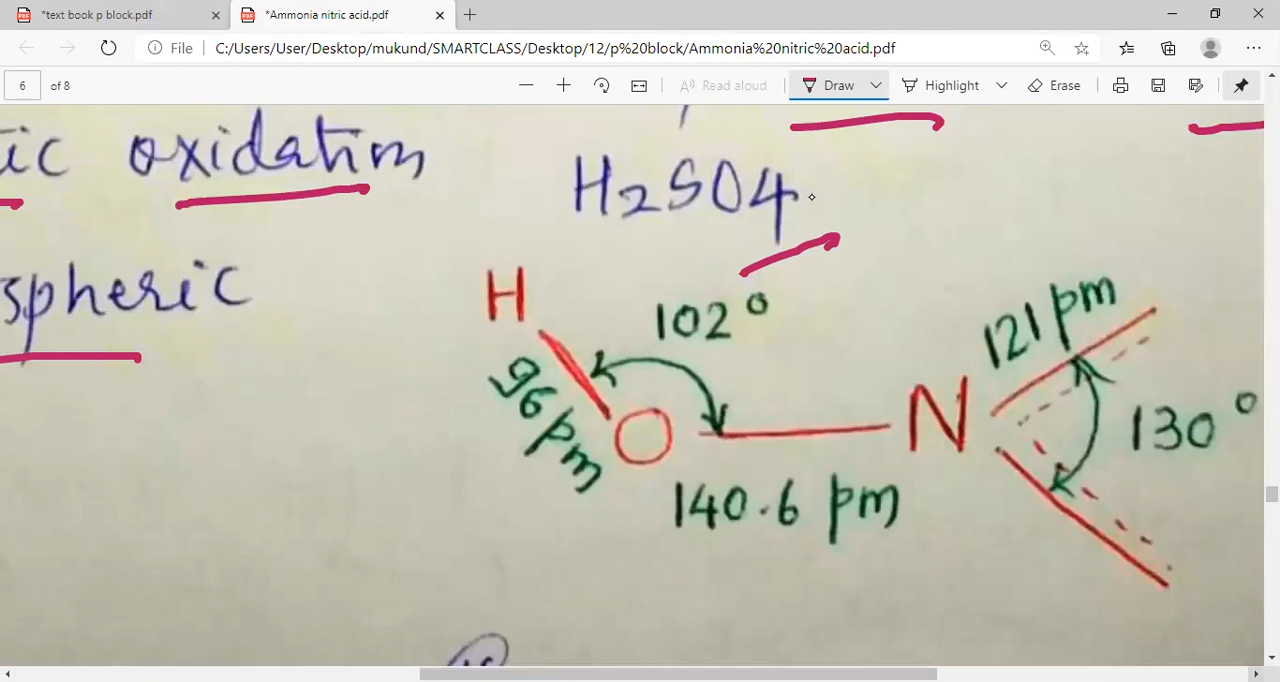 *text book p block.pdf
*Ammonia nitric acid.pdf
File
C:/Users/User/Desktop/mukund/SMARTCLASS/Desktop/12/p%20block/Ammonia%20nitric%20acid.pdf
6 of 8
Read aloud
Draw
Highlight
Erase
ic oxidation
H2SO4
spheric
H
102°
121 pm
96 pm
O
N
130°
140.6 pm